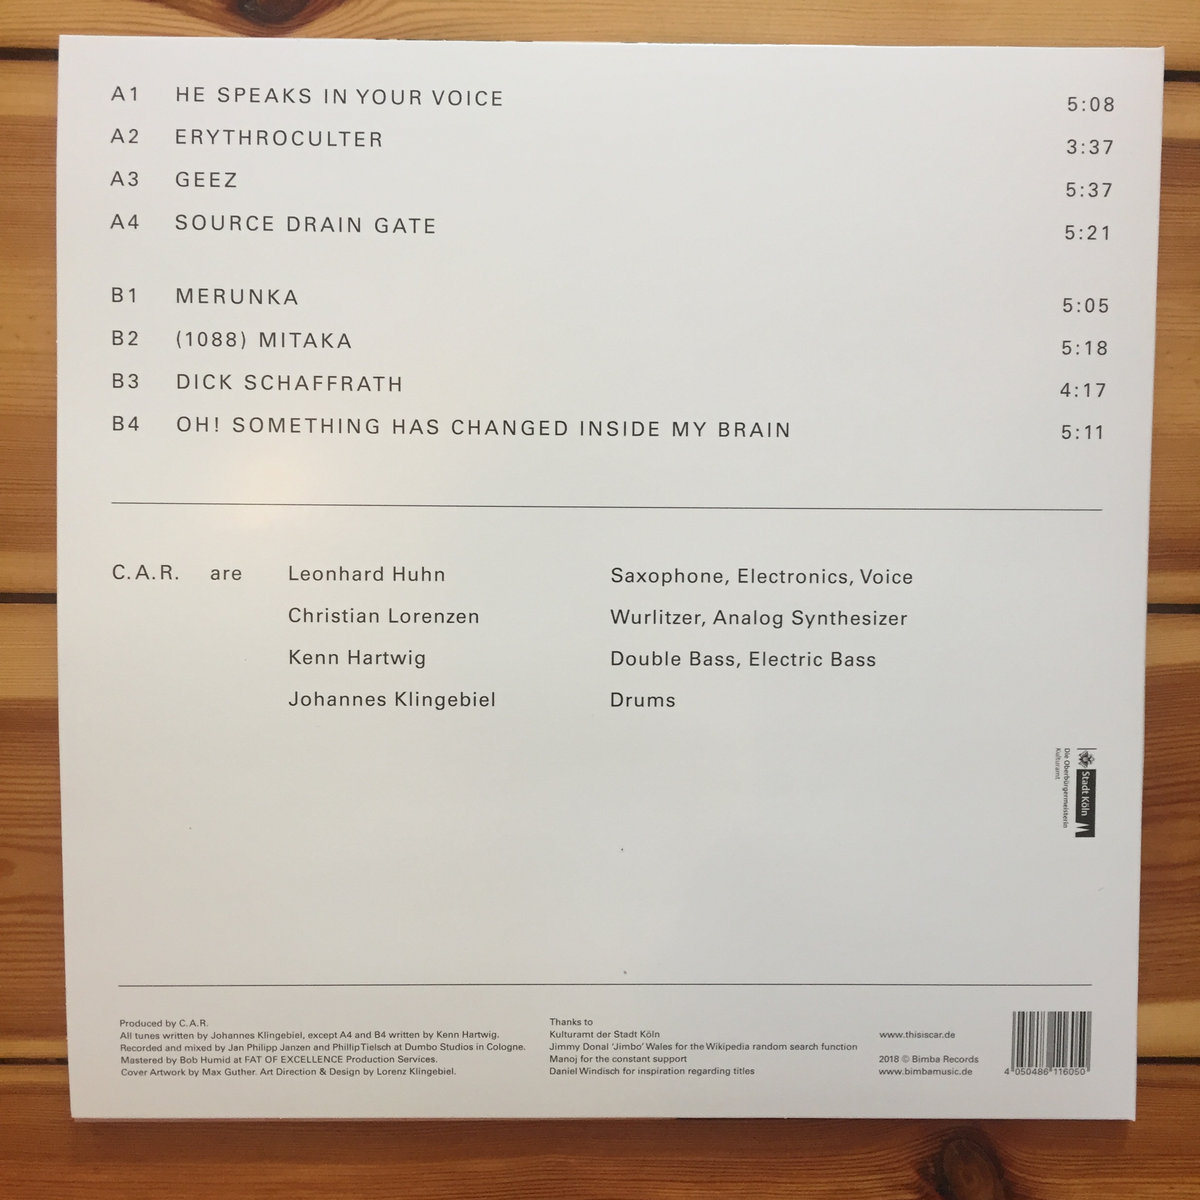 A1 HE SPEAKS IN YOUR VOICE 5:08
A2 ERYTHROCULTER 3:37
A3 GEEZ 5:37
A4 SOURCE DRAIN GATE 5:21
B1 MERUNKA 5:05
B2 (1088) MITAKA 5:18
B3 DICK SCHAFFRATH 4:17
B4 OH! SOMETHING HAS CHANGED INSIDE MY BRAIN 5:11
C.A.R. are Leonhard Huhn Saxophone, Electronics, Voice
Christian Lorenzen Wurlitzer, Analog Synthesizer
Kenn Hartwig Double Bass, Electric Bass
Johannes Klingebiel Drums
Stadt Köln
Die Oberbürgermeisterin
Kulturamt
Produced by C.A.R.
All tunes written by Johannes Klingebiel, except A4 and B4 written by Kenn Hartwig.
Recorded and mixed by Jan Philipp Janzen and Phillip Tielsch at Dumbo Studios in Cologne.
Mastered by Bob Humid at FAT OF EXCELLENCE Production Services.
Cover Artwork by Max Guther. Art Direction & Design by Lorenz Klingebiel.
Thanks to
Kulturamt der Stadt Köln
Jimmy Donal 'Jimbo' Wales for the Wikipedia random search function
Manoj for the constant support
Daniel Windisch for inspiration regarding titles
www.thisiscar.de
2018 © Bimba Records
www.bimbamusic.de
4 050486 116050